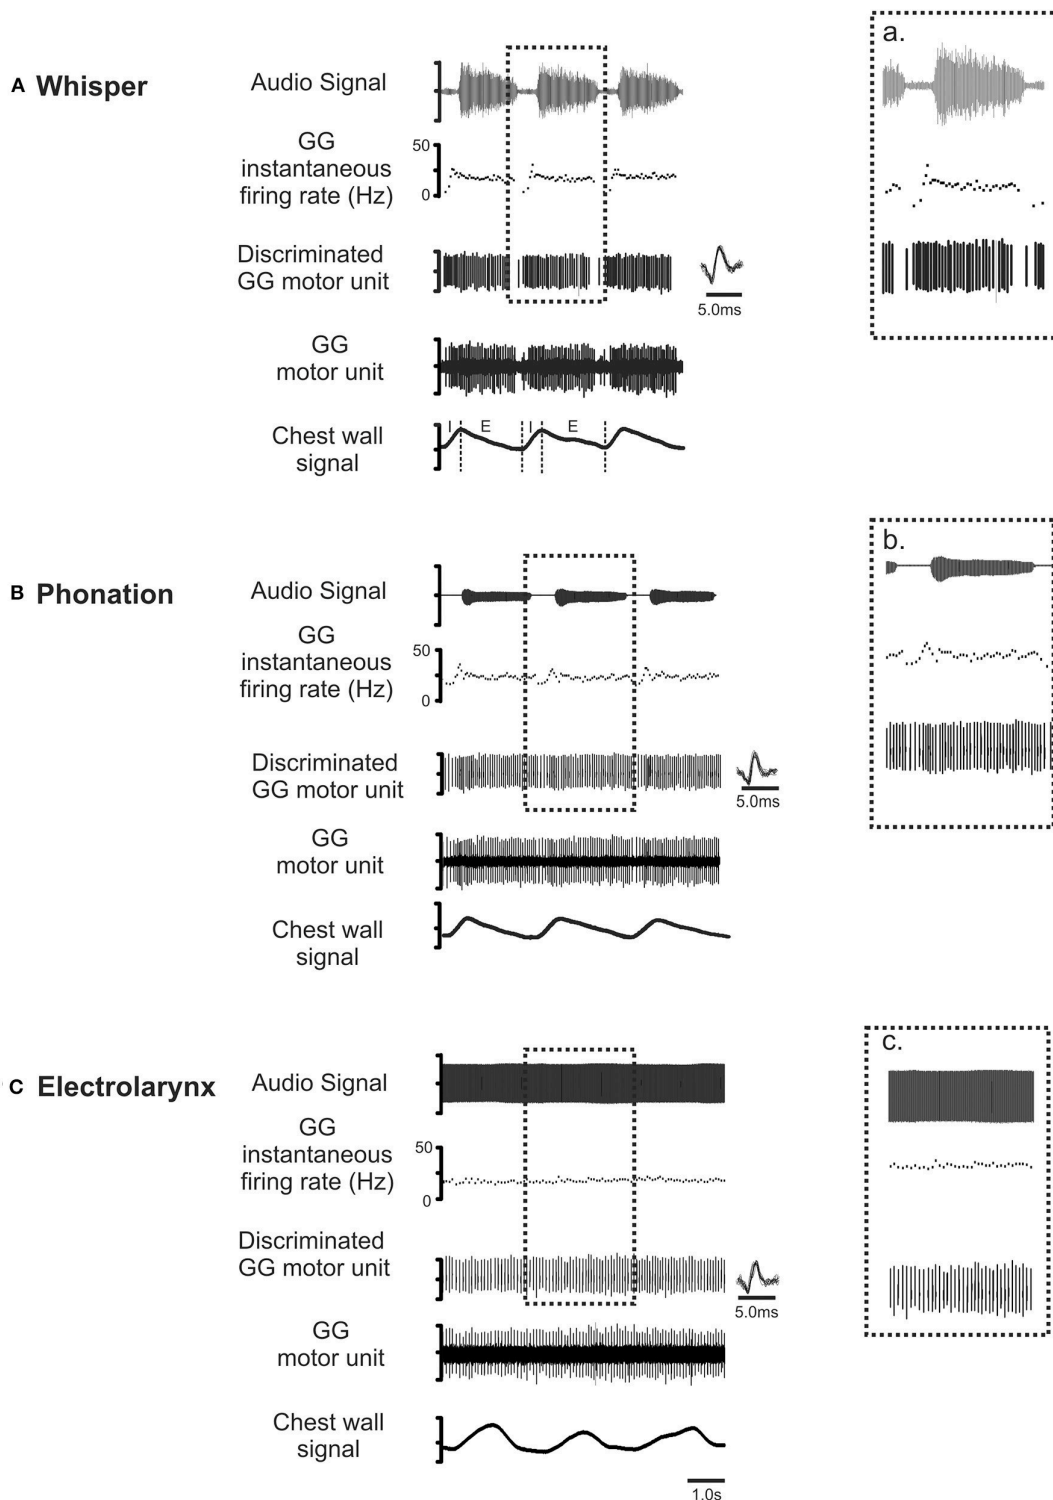 A Whisper
Audio Signal
GG
instantaneous
firing rate (Hz)
50
0
Discriminated
GG motor unit
5.0ms
GG
motor unit
Chest wall
signal
I E I E
a.
B Phonation
Audio Signal
GG
instantaneous
firing rate (Hz)
50
0
Discriminated
GG motor unit
5.0ms
GG
motor unit
Chest wall
signal
b.
C Electrolarynx
Audio Signal
GG
instantaneous
firing rate (Hz)
50
0
Discriminated
GG motor unit
5.0ms
GG
motor unit
Chest wall
signal
1.0s
c.